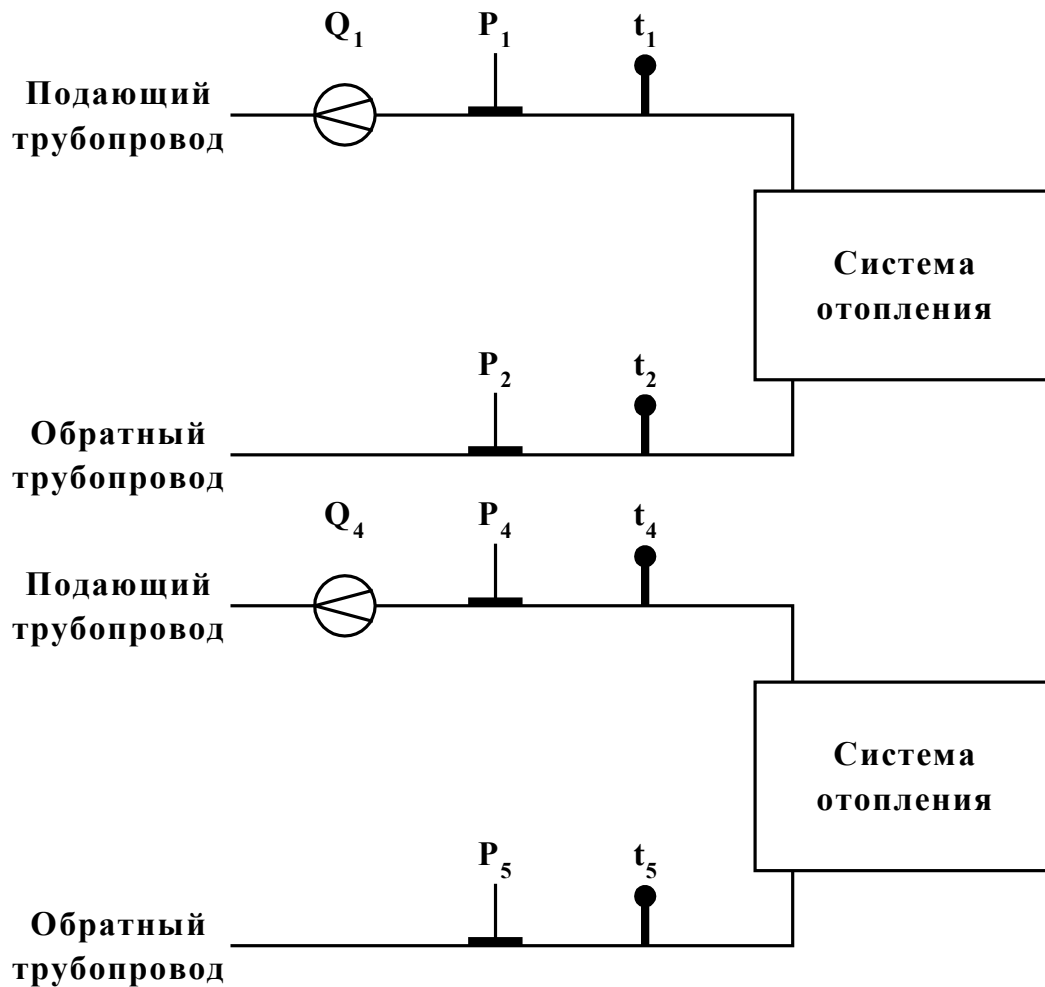 Q1 P1 t1
Подающий
трубопровод
Система
отопления
P2 t2
Обратный
трубопровод
Q4 P4 t4
Подающий
трубопровод
Система
отопления
P5 t5
Обратный
трубопровод